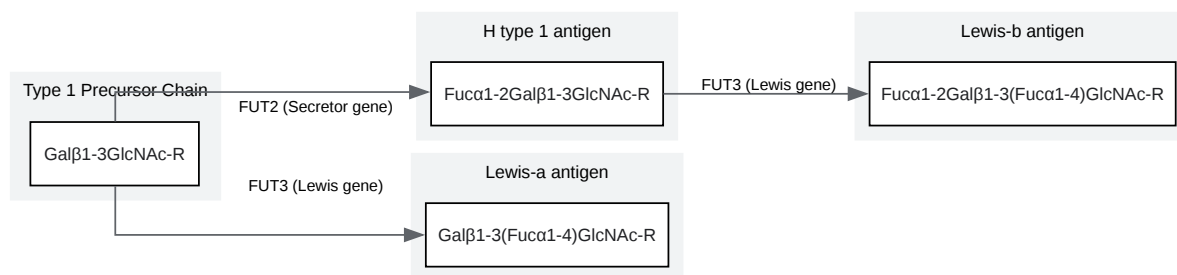 Type 1 Precursor Chain
Galβ1-3GlcNAc-R
FUT2 (Secretor gene)
H type 1 antigen
Fucα1-2Galβ1-3GlcNAc-R
FUT3 (Lewis gene)
Lewis-b antigen
Fucα1-2Galβ1-3(Fucα1-4)GlcNAc-R
FUT3 (Lewis gene)
Lewis-a antigen
Galβ1-3(Fucα1-4)GlcNAc-R